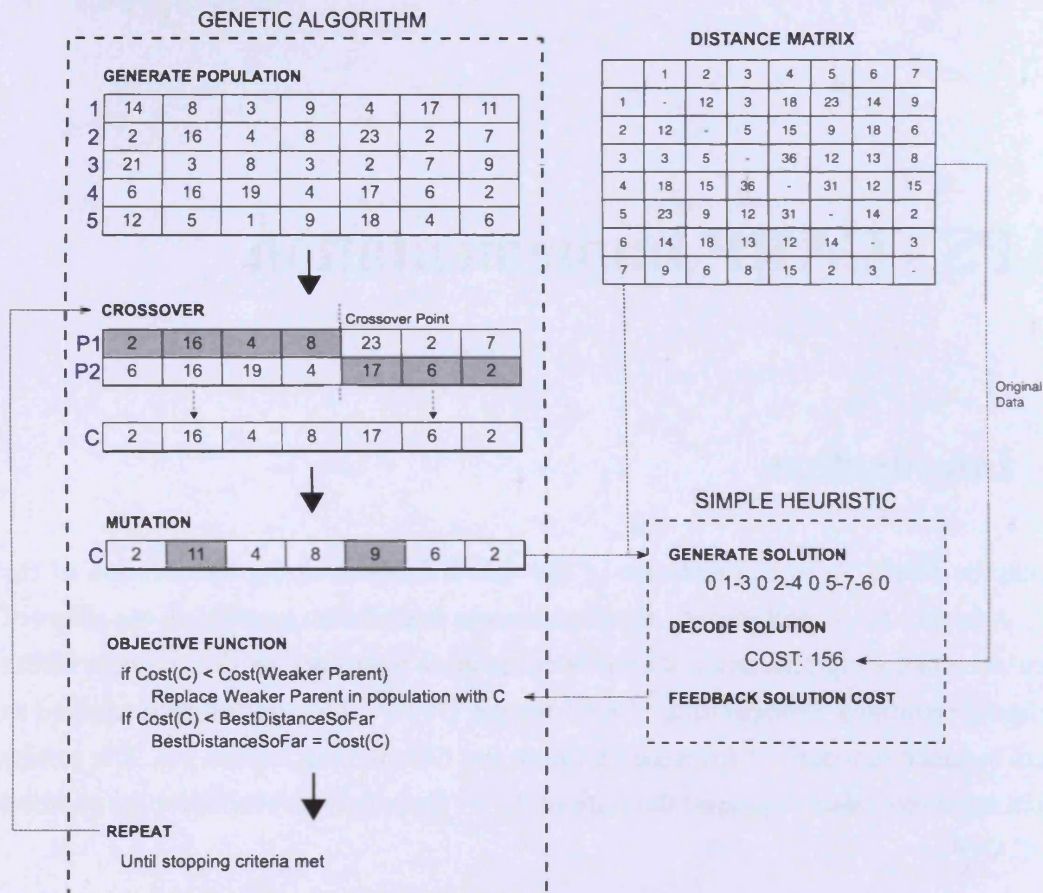 GENETIC ALGORITHM
GENERATE POPULATION
1 14 8 3 9 4 17 11
2 2 16 4 8 23 2 7
3 21 3 8 3 2 7 9
4 6 16 19 4 17 6 2
5 12 5 1 9 18 4 6
CROSSOVER
Crossover Point
P1 2 16 4 8 23 2 7
P2 6 16 19 4 17 6 2
C 2 16 4 8 17 6 2
MUTATION
C 2 11 4 8 9 6 2
OBJECTIVE FUNCTION
if Cost(C) < Cost(Weaker Parent)
Replace Weaker Parent in population with C
If Cost(C) < BestDistanceSoFar
BestDistanceSoFar = Cost(C)
REPEAT
Until stopping criteria met
DISTANCE MATRIX
1 2 3 4 5 6 7
1 - 12 3 18 23 14 9
2 12 - 5 15 9 18 6
3 3 5 - 36 12 13 8
4 18 15 36 - 31 12 15
5 23 9 12 31 - 14 2
6 14 18 13 12 14 3
7 9 6 8 15 2 3
Original
Data
SIMPLE HEURISTIC
GENERATE SOLUTION
0 1-3 0 2-4 0 5-7-6 0
DECODE SOLUTION
COST: 156
FEEDBACK SOLUTION COST